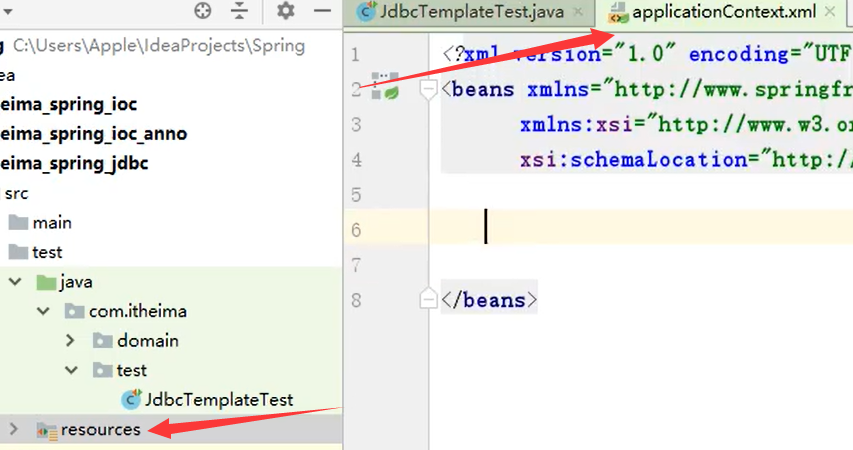 C:\Users\Apple\IdeaProjects\Spring
ea
eima_spring_ioc
eima_spring_ioc_anno
eima_spring_jdbc
src
main
test
java
com.itheima
domain
test
JdbcTemplateTest
resources
JdbcTemplateTest.java × applicationContext.xml ×
1 <?xml version="1.0" encoding="UTF
2 <beans xmlns="http://www.springfr
3 xmlns:xsi="http://www.w3.or
4 xsi:schemaLocation="http://
5
6
7
8 </beans>